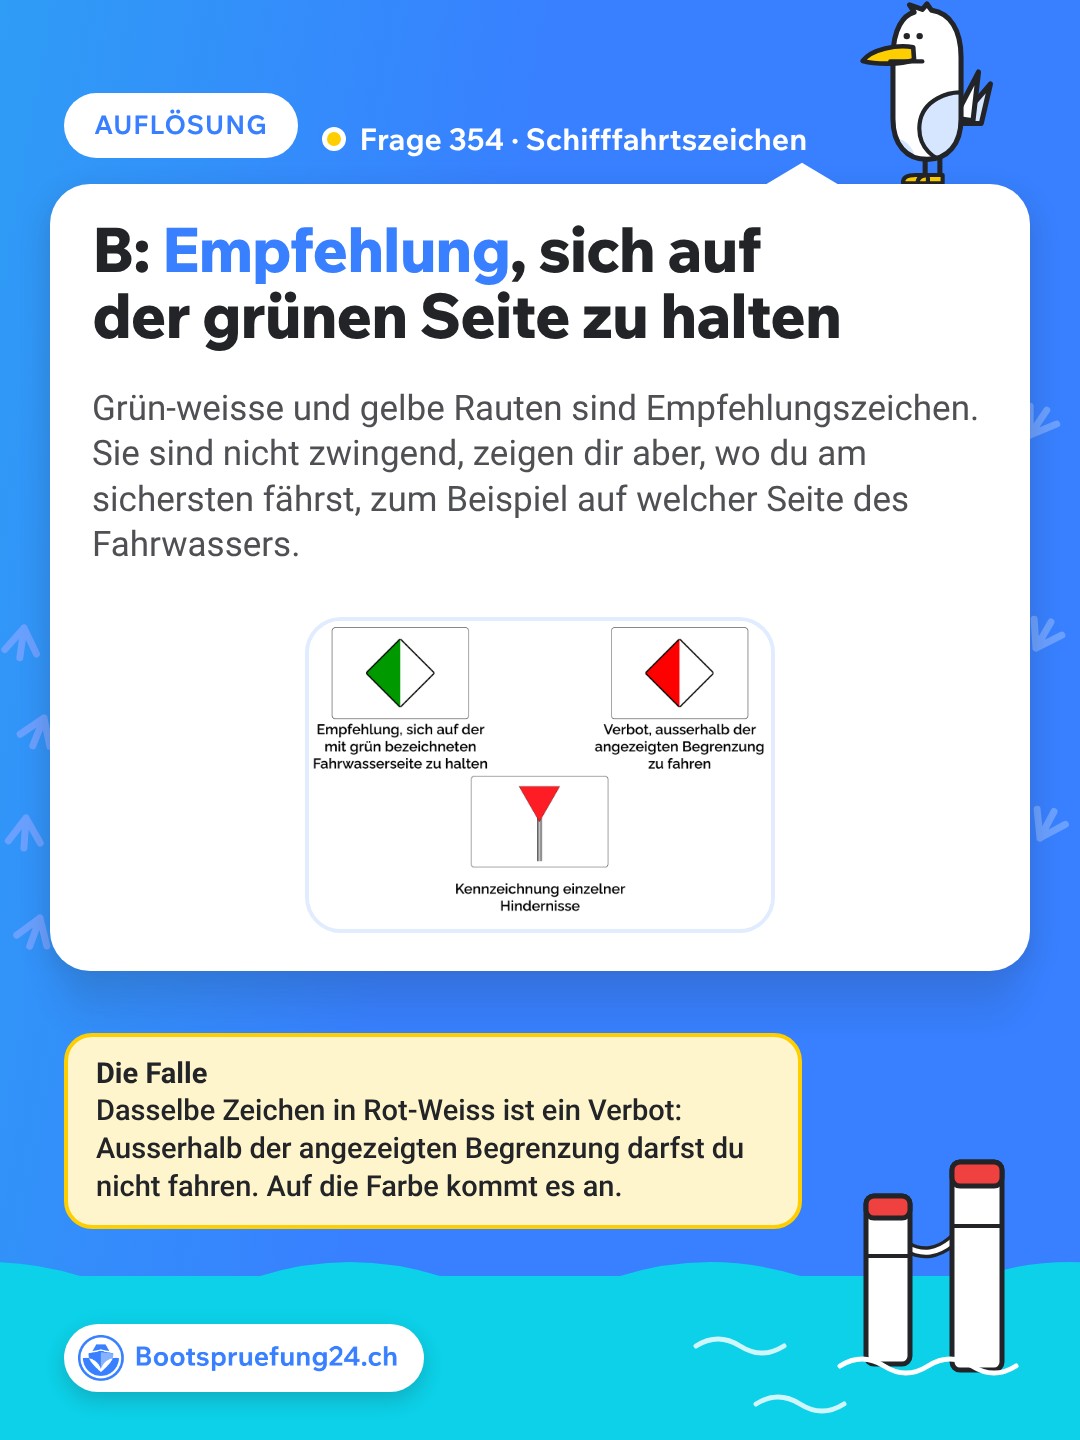 AUFLÖSUNG
Frage 354 · Schifffahrtszeichen
B: Empfehlung, sich auf
der grünen Seite zu halten
Grün-weisse und gelbe Rauten sind Empfehlungszeichen.
Sie sind nicht zwingend, zeigen dir aber, wo du am
sichersten fährst, zum Beispiel auf welcher Seite des
Fahrwassers.
Empfehlung, sich auf der
mit grün bezeichneten
Fahrwasserseite zu halten
Verbot, ausserhalb der
angezeigten Begrenzung
zu fahren
Kennzeichnung einzelner
Hindernisse
Die Falle
Dasselbe Zeichen in Rot-Weiss ist ein Verbot:
Ausserhalb der angezeigten Begrenzung darfst du
nicht fahren. Auf die Farbe kommt es an.
Bootspruefung24.ch